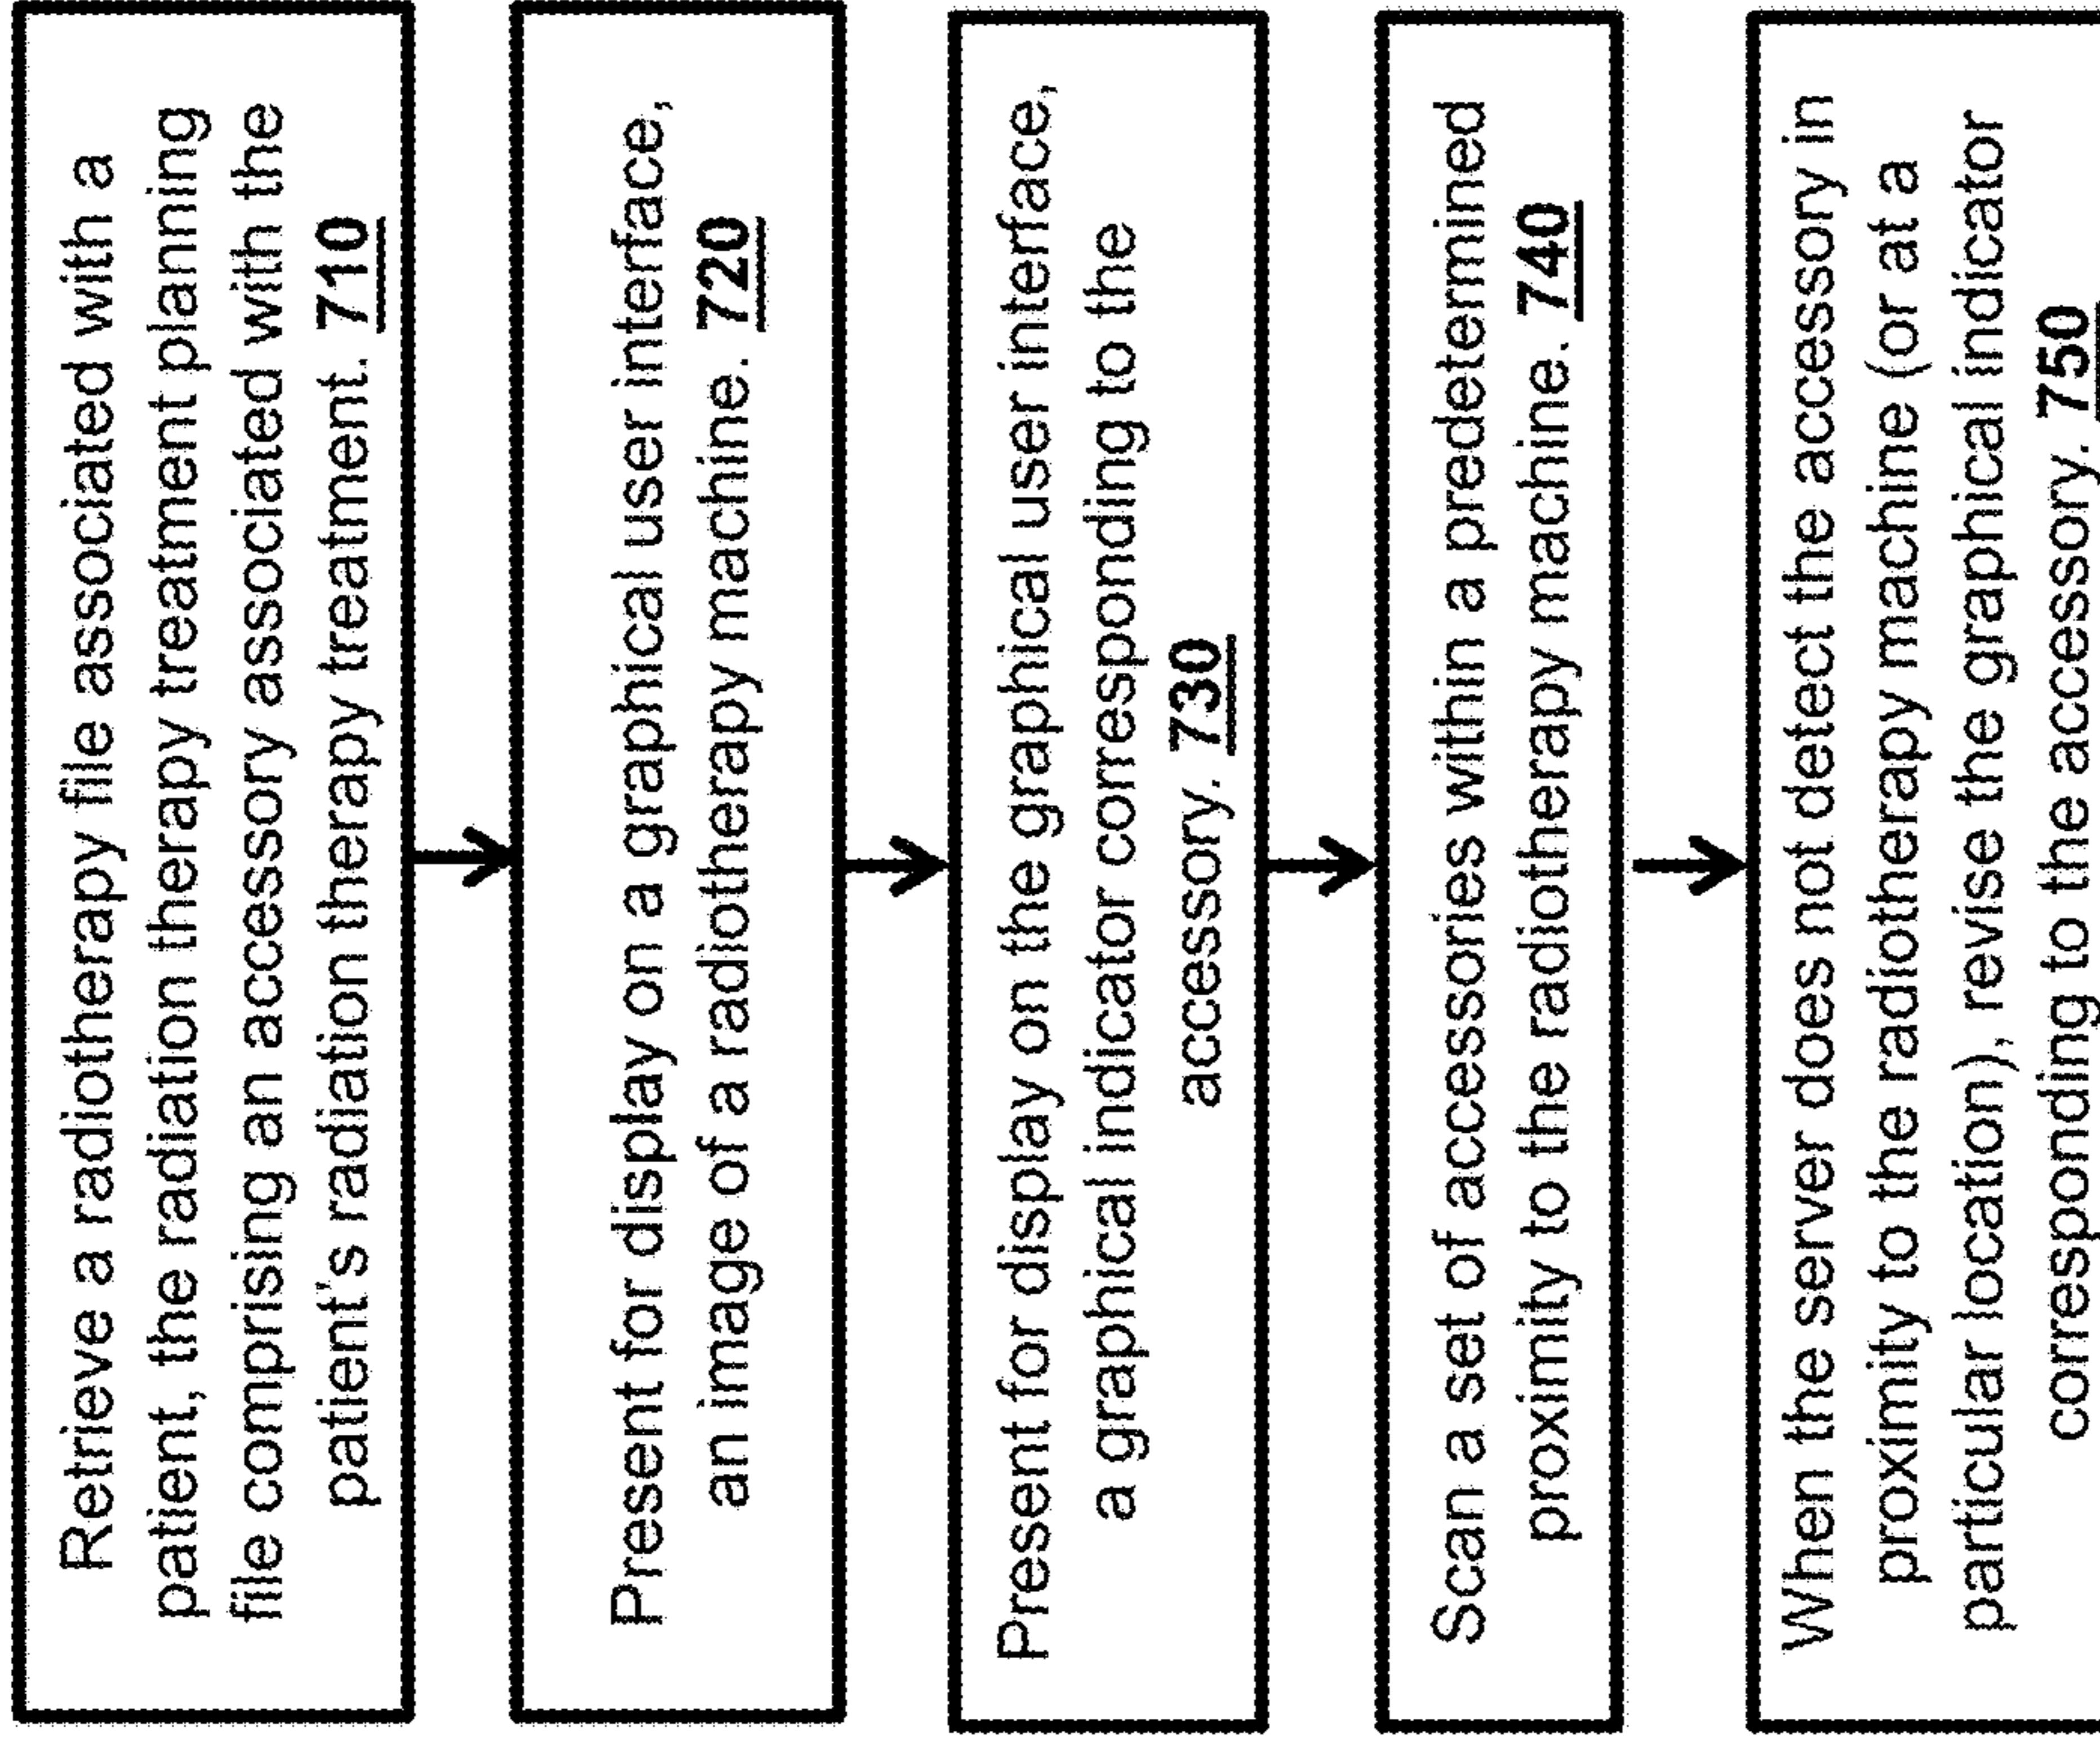 Retrieve a radiotherapy file associated with a
patient, the radiation therapy treatment planning
file comprising an accessory associated with the
patient's radiation therapy treatment. 710
Present for display on a graphical user interface,
an image of a radiotherapy machine. 720
Present for display on the graphical user interface,
a graphical indicator corresponding to the
accessory. 730
Scan a set of accessories within a predetermined
proximity to the radiotherapy machine. 740
When the server does not detect the accessory in
proximity to the radiotherapy machine (or at a
particular location), revise the graphical indicator
corresponding to the accessory. 750